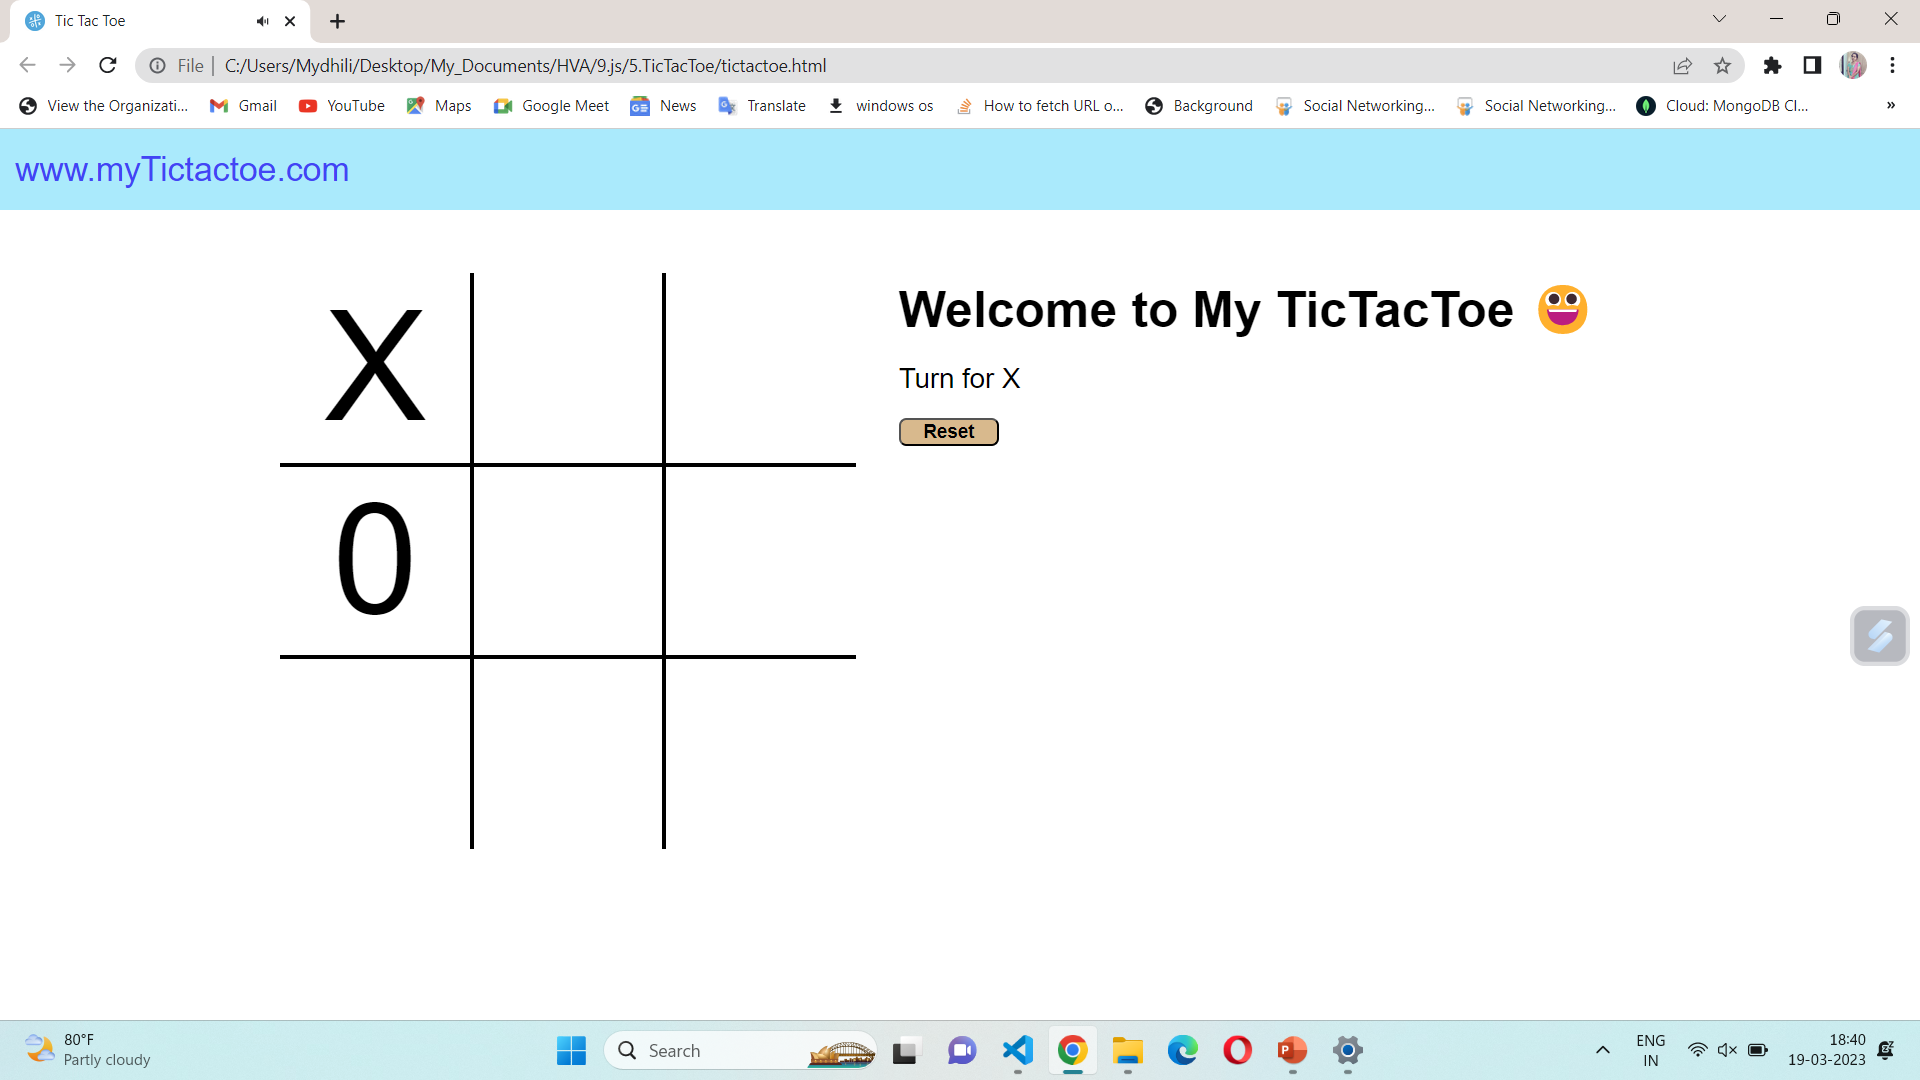 Tic Tac Toe
File | C:/Users/Mydhili/Desktop/My_Documents/HVA/9.js/5.TicTacToe/tictactoe.html
View the Organizati... Gmail YouTube Maps Google Meet News Translate windows os How to fetch URL o... Background Social Networking... Social Networking... Cloud: MongoDB Cl... »
www.myTictactoe.com
Welcome to My TicTacToe
Turn for X
Reset
X
0
80°F
Partly cloudy
Search
ENG
IN
18:40
19-03-2023